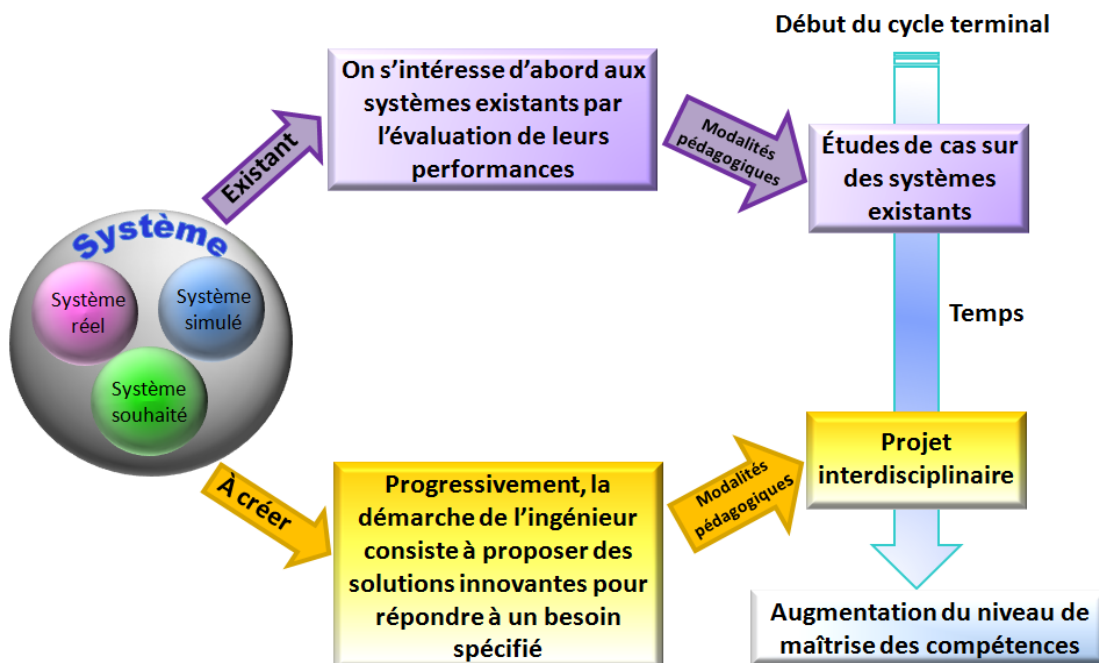 Début du cycle terminal
On s’intéresse d’abord aux
systèmes existants par
l’évaluation de leurs
performances
Existant
Modalités
pédagogiques
Études de cas sur
des systèmes
existants
Système
Système
réel
Système
simulé
Système
souhaité
Temps
À créer
Progressivement, la
démarche de l’ingénieur
consiste à proposer des
solutions innovantes pour
répondre à un besoin
spécifié
Modalités
pédagogiques
Projet
interdisciplinaire
Augmentation du niveau de
maîtrise des compétences